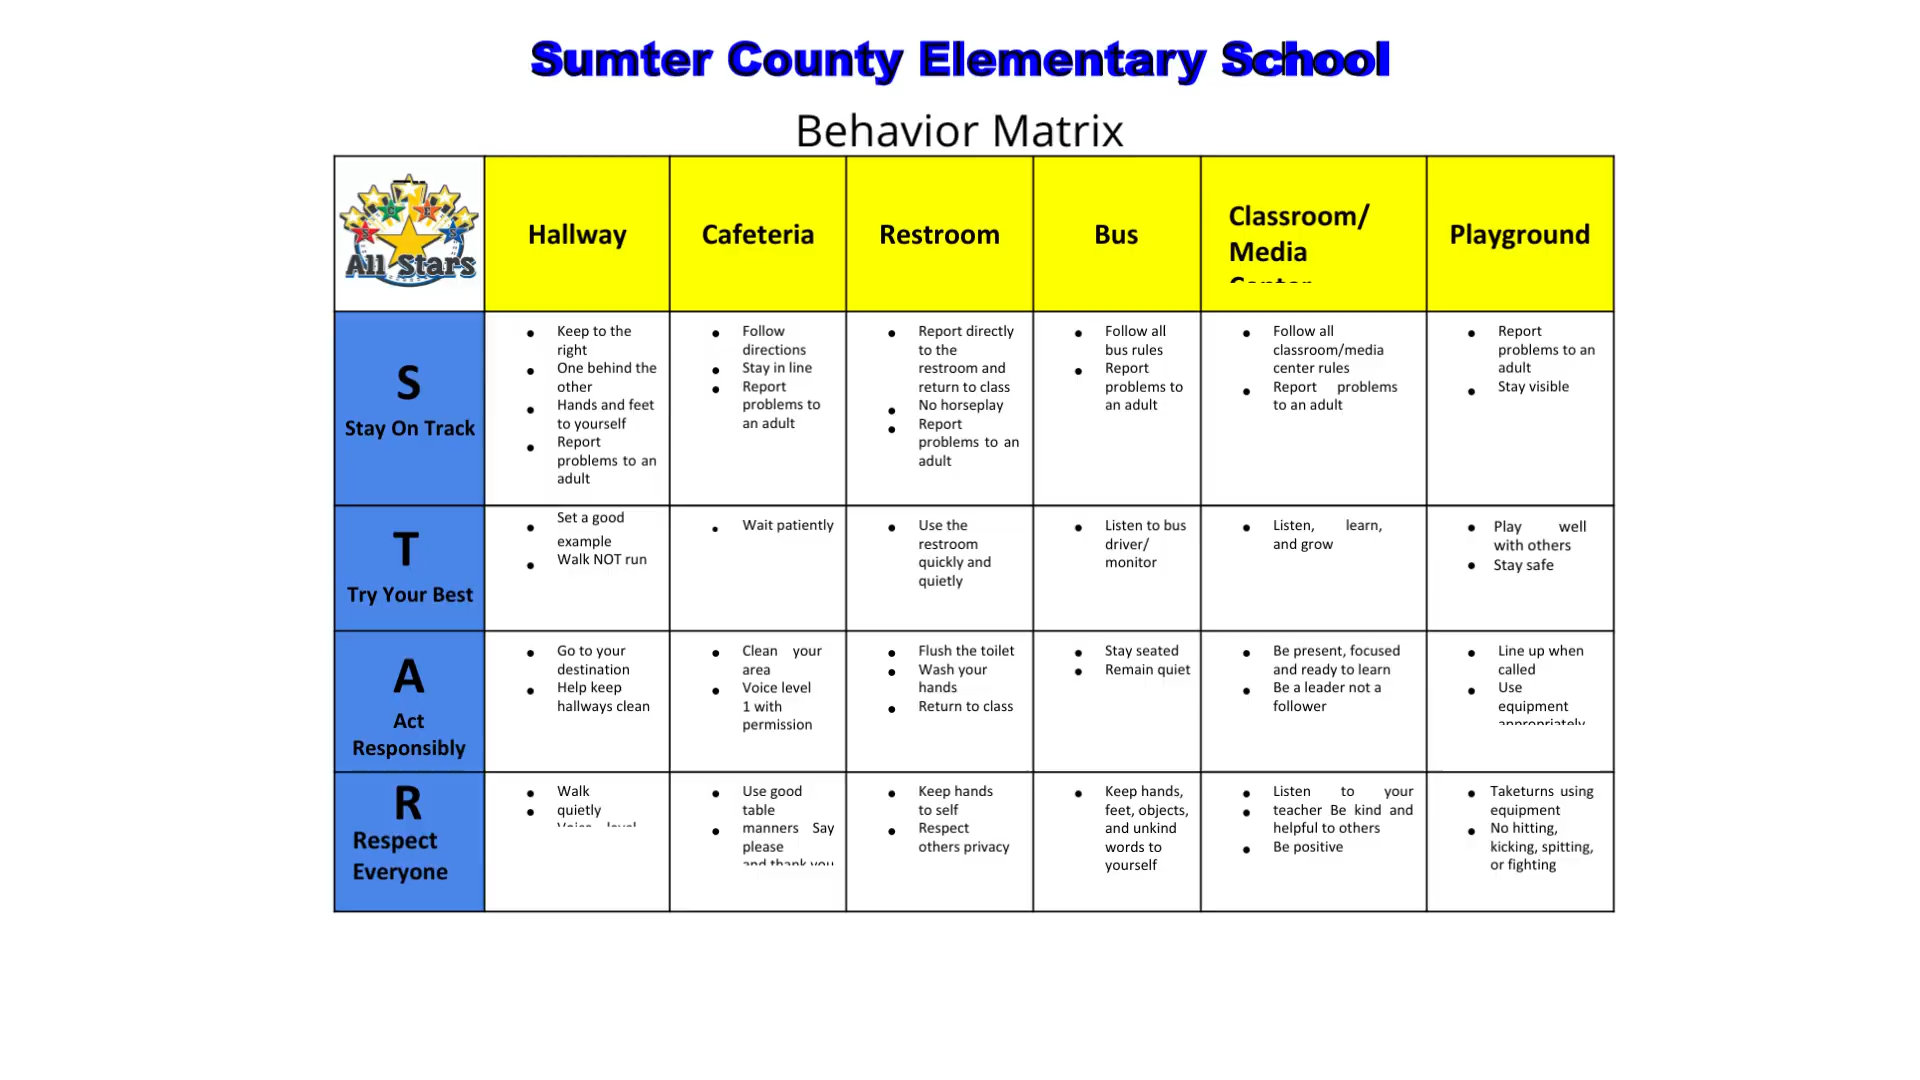 Sumter County Elementary School
Behavior Matrix
All Stars
Hallway
Cafeteria
Restroom
Bus
Classroom/
Media
Center
Playground
S
Stay On Track
● Keep to the
right
● One behind the
other
● Hands and feet
to yourself
● Report
problems to an
adult
● Follow
directions
● Stay in line
● Report
problems to
an adult
● Report directly
to the
restroom and
return to class
● No horseplay
● Report
problems to an
adult
● Follow all
bus rules
● Report
problems to
an adult
● Follow all
classroom/media
center rules
● Report problems
to an adult
● Report
problems to an
adult
● Stay visible
T
Try Your Best
● Set a good
example
● Walk NOT run
● Wait patiently
● Use the
restroom
quickly and
quietly
● Listen to bus
driver/
monitor
● Listen, learn,
and grow
● Play well
with others
● Stay safe
A
Act
Responsibly
● Go to your
destination
● Help keep
hallways clean
● Clean your
area
● Voice level
1 with
permission
● Flush the toilet
● Wash your
hands
● Return to class
● Stay seated
● Remain quiet
● Be present, focused
and ready to learn
● Be a leader not a
follower
● Line up when
called
● Use
equipment
appropriately
R
Respect
Everyone
● Walk
● quietly
Voice level
● Use good
table
● manners Say
please
and thank you
● Keep hands
to self
● Respect
others privacy
● Keep hands,
feet, objects,
and unkind
words to
yourself
● Listen to your
● teacher Be kind and
helpful to others
● Be positive
● Taketurns using
equipment
● No hitting,
kicking, spitting,
or fighting